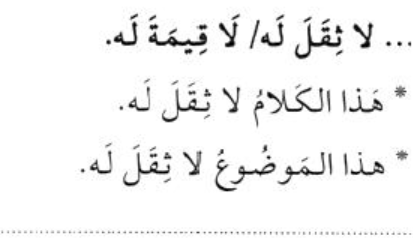 ... لا ثِقَلَ لَه/ لَا قِيمَةَ لَه.
* هَذا الكَلامُ لا ثِقَلَ لَه.
* هذا المَوضُوعُ لا ثِقَلَ لَه.